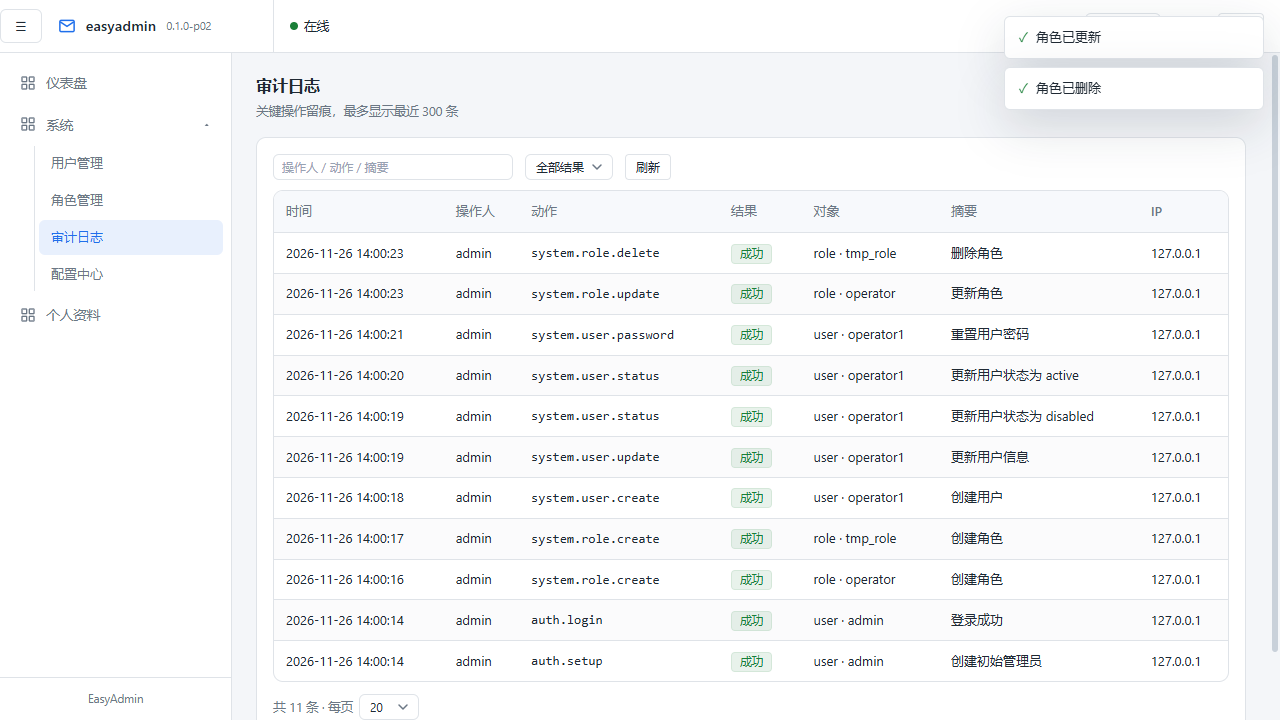 ☰ easyadmin 0.1.0-p02 在线
✓ 角色已更新
✓ 角色已删除
仪表盘
系统
用户管理
角色管理
审计日志
配置中心
个人资料
EasyAdmin
审计日志
关键操作留痕，最多显示最近 300 条
操作人 / 动作 / 摘要 全部结果 刷新
时间 操作人 动作 结果 对象 摘要 IP
2026-11-26 14:00:23 admin system.role.delete 成功 role · tmp_role 删除角色 127.0.0.1
2026-11-26 14:00:23 admin system.role.update 成功 role · operator 更新角色 127.0.0.1
2026-11-26 14:00:21 admin system.user.password 成功 user · operator1 重置用户密码 127.0.0.1
2026-11-26 14:00:20 admin system.user.status 成功 user · operator1 更新用户状态为 active 127.0.0.1
2026-11-26 14:00:19 admin system.user.status 成功 user · operator1 更新用户状态为 disabled 127.0.0.1
2026-11-26 14:00:19 admin system.user.update 成功 user · operator1 更新用户信息 127.0.0.1
2026-11-26 14:00:18 admin system.user.create 成功 user · operator1 创建用户 127.0.0.1
2026-11-26 14:00:17 admin system.role.create 成功 role · tmp_role 创建角色 127.0.0.1
2026-11-26 14:00:16 admin system.role.create 成功 role · operator 创建角色 127.0.0.1
2026-11-26 14:00:14 admin auth.login 成功 user · admin 登录成功 127.0.0.1
2026-11-26 14:00:14 admin auth.setup 成功 user · admin 创建初始管理员 127.0.0.1
共 11 条 · 每页 20